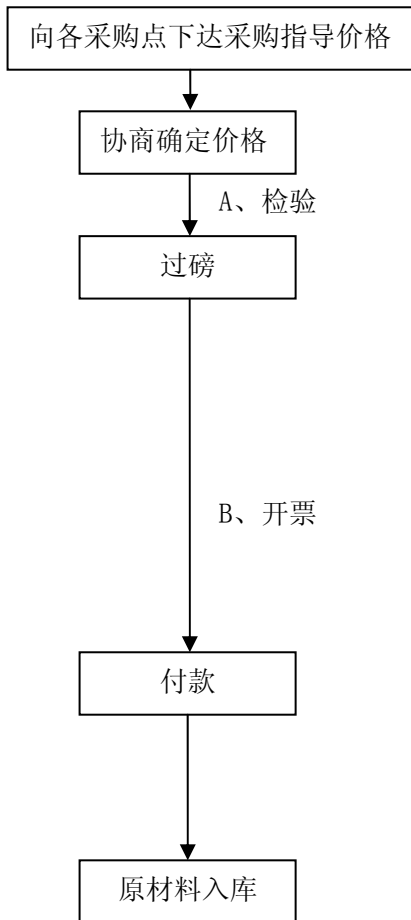 向各采购点下达采购指导价格
协商确定价格
A、检验
过磅
B、开票
付款
原材料入库